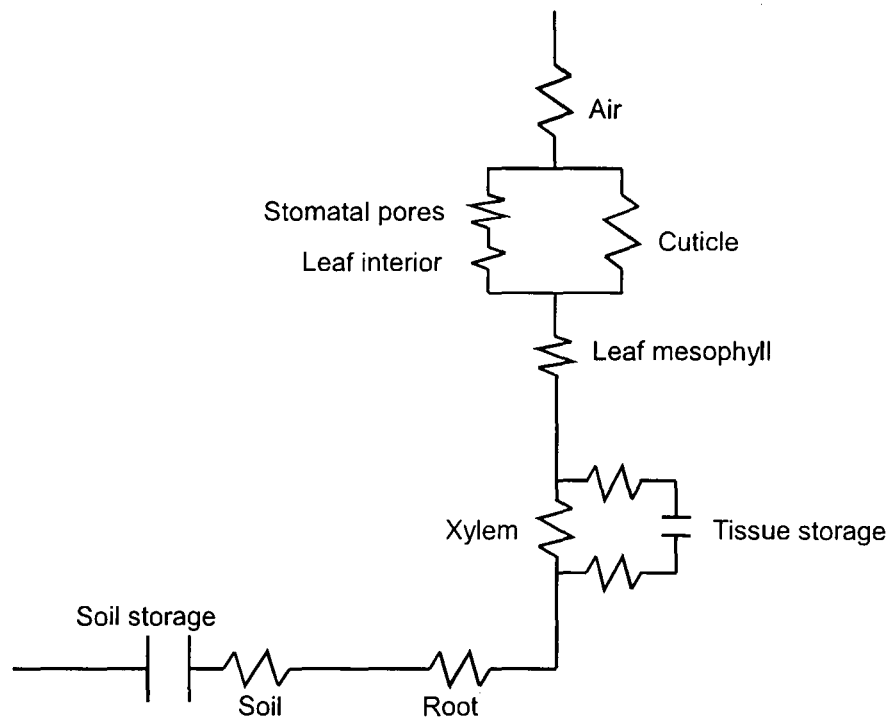 Air
Stomatal pores
Cuticle
Leaf interior
Leaf mesophyll
Xylem
Tissue storage
Soil storage
Soil
Root